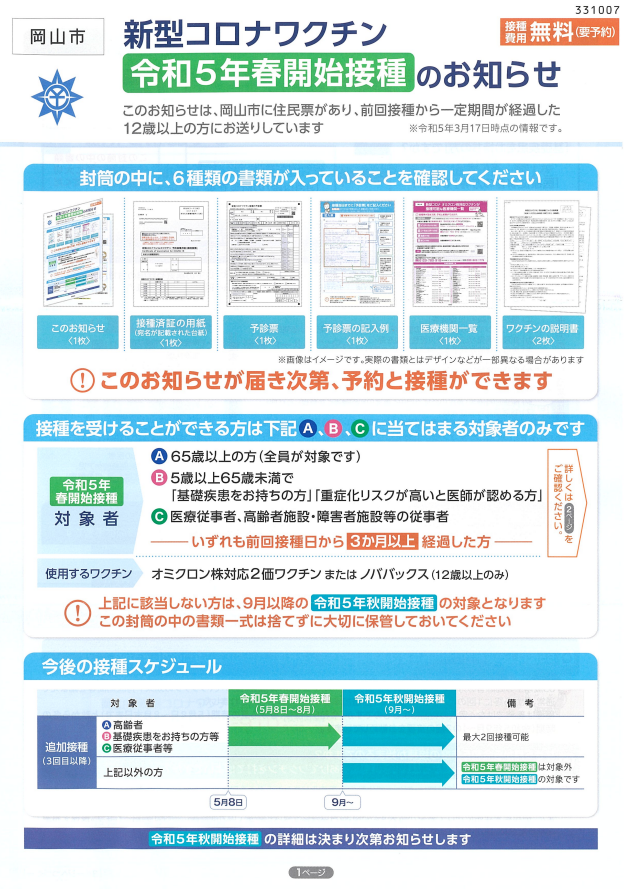 331007
岡山市
新型コロナワクチン
令和5年春開始接種のお知らせ
接種費用 無料(要予約)
このお知らせは、岡山市に住民票があり、前回接種から一定期間が経過した
12歳以上の方にお送りしています
※令和5年3月17日時点の情報です。
封筒の中に、6種類の書類が入っていることを確認してください
このお知らせ
〈1枚〉
接種済証の用紙
(宛名が記載された台紙)
〈1枚〉
予診票
〈1枚〉
予診票の記入例
〈1枚〉
医療機関一覧
〈1枚〉
ワクチンの説明書
〈2枚〉
※画像はイメージです。実際の書類とはデザインなどが一部異なる場合があります
! このお知らせが届き次第、予約と接種ができます
接種を受けることができる方は下記A、B、Cに当てはまる対象者のみです
令和5年
春開始接種
対象者
A 65歳以上の方(全員が対象です)
B 5歳以上65歳未満で
「基礎疾患をお持ちの方」「重症化リスクが高いと医師が認める方」
C 医療従事者、高齢者施設・障害者施設等の従事者
いずれも前回接種日から 3か月以上 経過した方
詳しくは2ページを
ご確認ください。
使用するワクチン
オミクロン株対応2価ワクチン または ノババックス(12歳以上のみ)
! 上記に該当しない方は、9月以降の 令和5年秋開始接種 の対象となります
この封筒の中の書類一式は捨てずに大切に保管しておいてください
今後の接種スケジュール
対象者
令和5年春開始接種
(5月8日〜8月)
令和5年秋開始接種
(9月〜)
備考
追加接種
(3回目以降)
A高齢者
B基礎疾患をお持ちの方等
C医療従事者等
最大2回接種可能
上記以外の方
令和5年春開始接種は対象外
令和5年秋開始接種の対象です
5月8日
9月〜
令和5年秋開始接種 の詳細は決まり次第お知らせします
1ページ